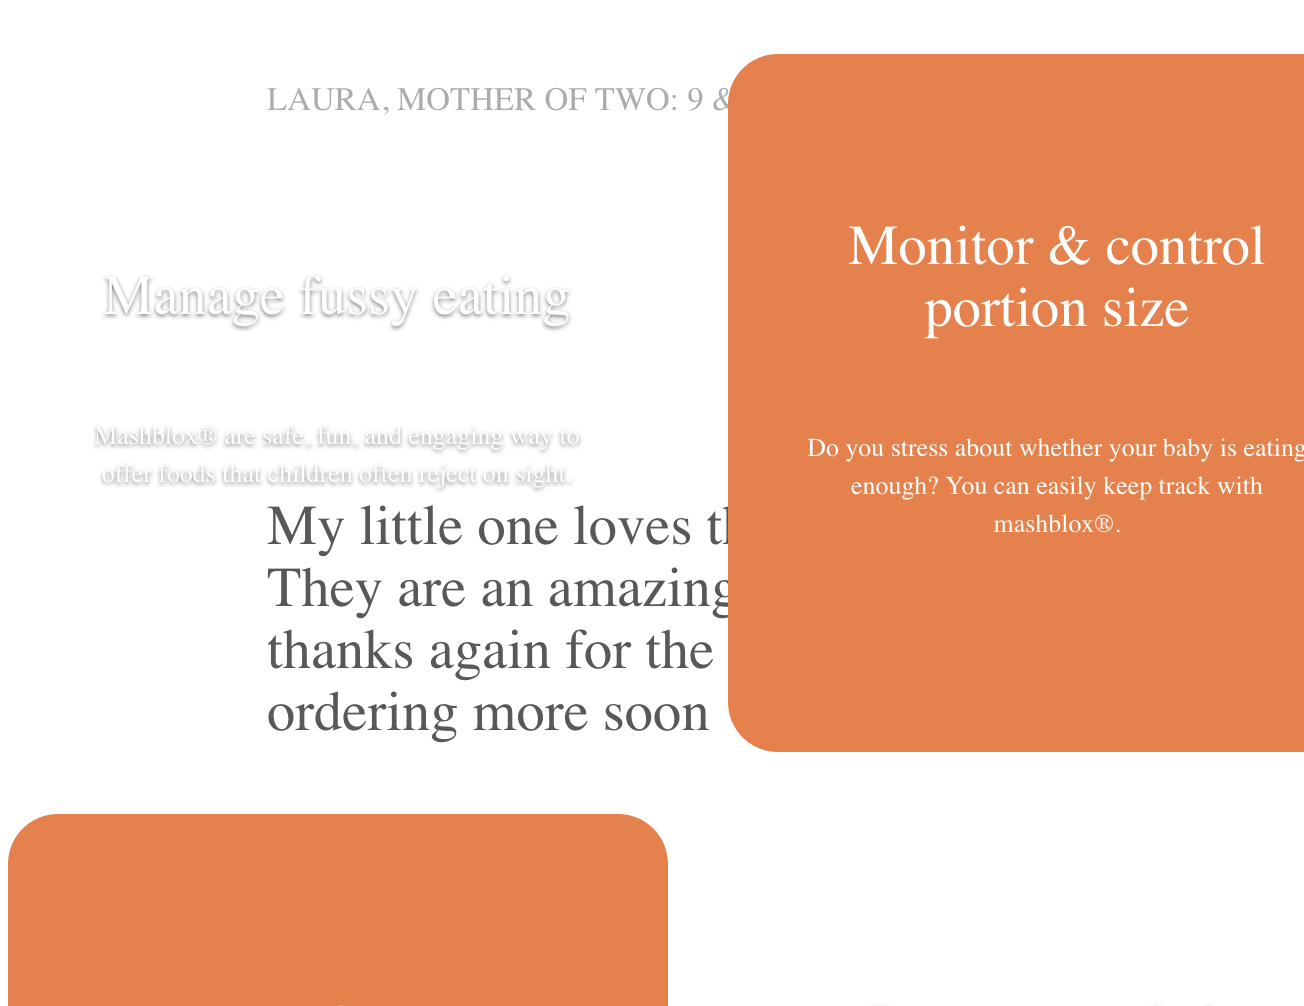 LAURA, MOTHER OF TWO: 9 &
Manage fussy eating
Mashblox® are safe, fun, and engaging way to
offer foods that children often reject on sight.
My little one loves
They are an amazing
thanks again for the
ordering more soon
Monitor & control
portion size
Do you stress about whether your baby is eating
enough? You can easily keep track with
mashblox®.